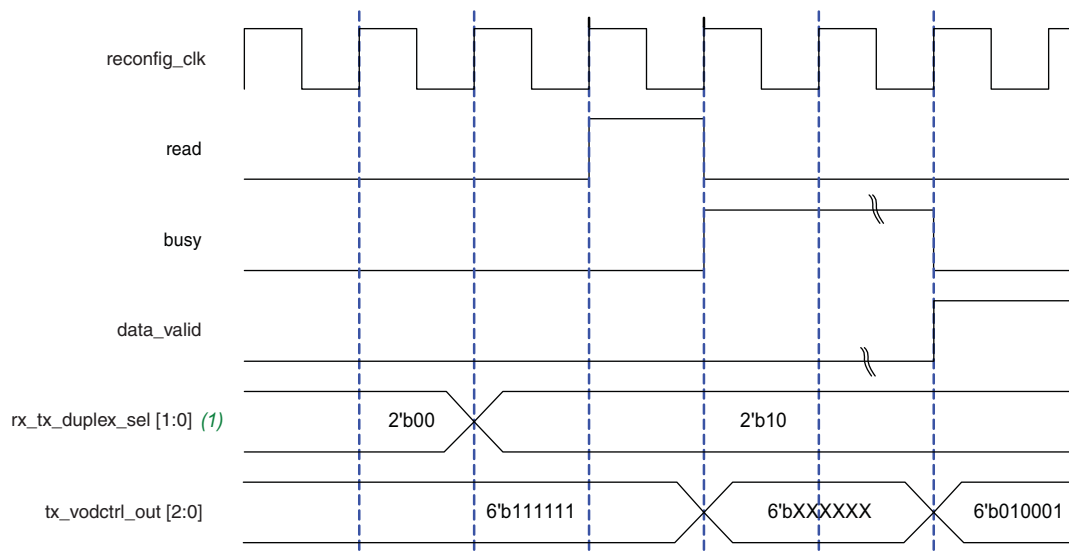 reconfig_clk
read
busy
data_valid
rx_tx_duplex_sel [1:0] (1) 2'b00 2'b10
tx_vodctrl_out [2:0] 6'b111111 6'bXXXXXX 6'b010001